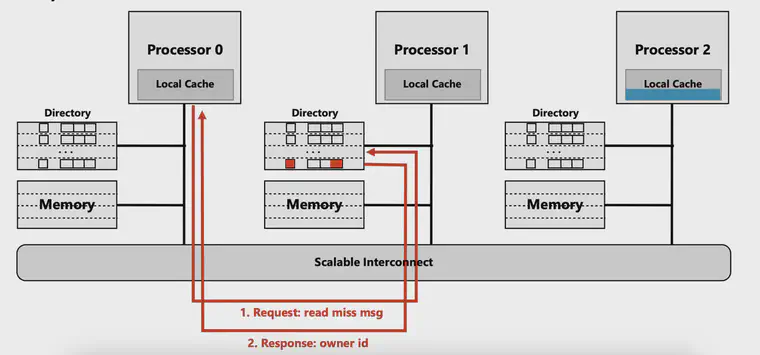 Processor 0
Local Cache
Processor 1
Local Cache
Processor 2
Local Cache
Directory
...
Memory
Directory
...
Memory
Directory
...
Memory
Scalable Interconnect
1. Request: read miss msg
2. Response: owner id